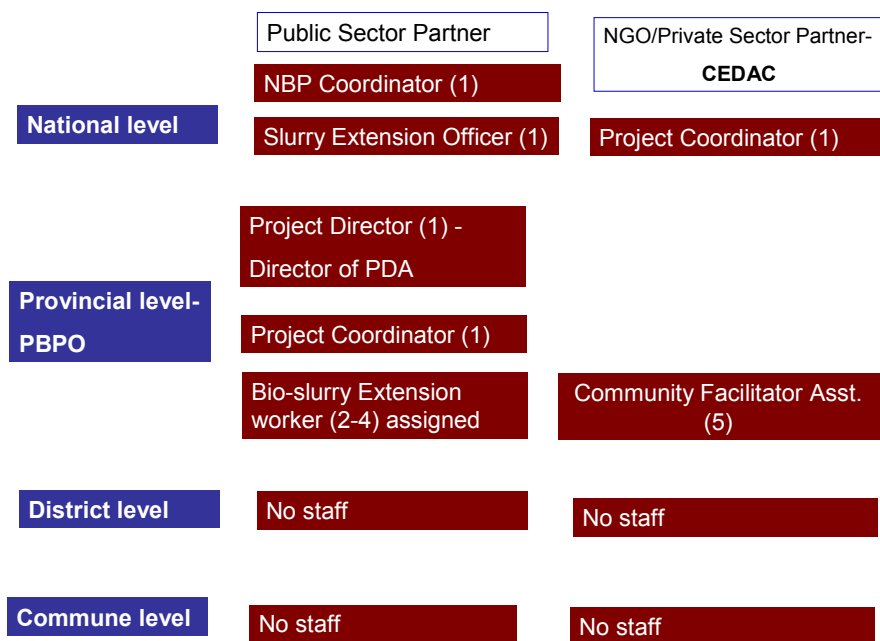 Public Sector Partner
NGO/Private Sector Partner-
CEDAC
National level
NBP Coordinator (1)
Slurry Extension Officer (1)
Project Coordinator (1)
Provincial level-
PBPO
Project Director (1) -
Director of PDA
Project Coordinator (1)
Bio-slurry Extension
worker (2-4) assigned
Community Facilitator Asst.
(5)
District level
No staff
No staff
Commune level
No staff
No staff